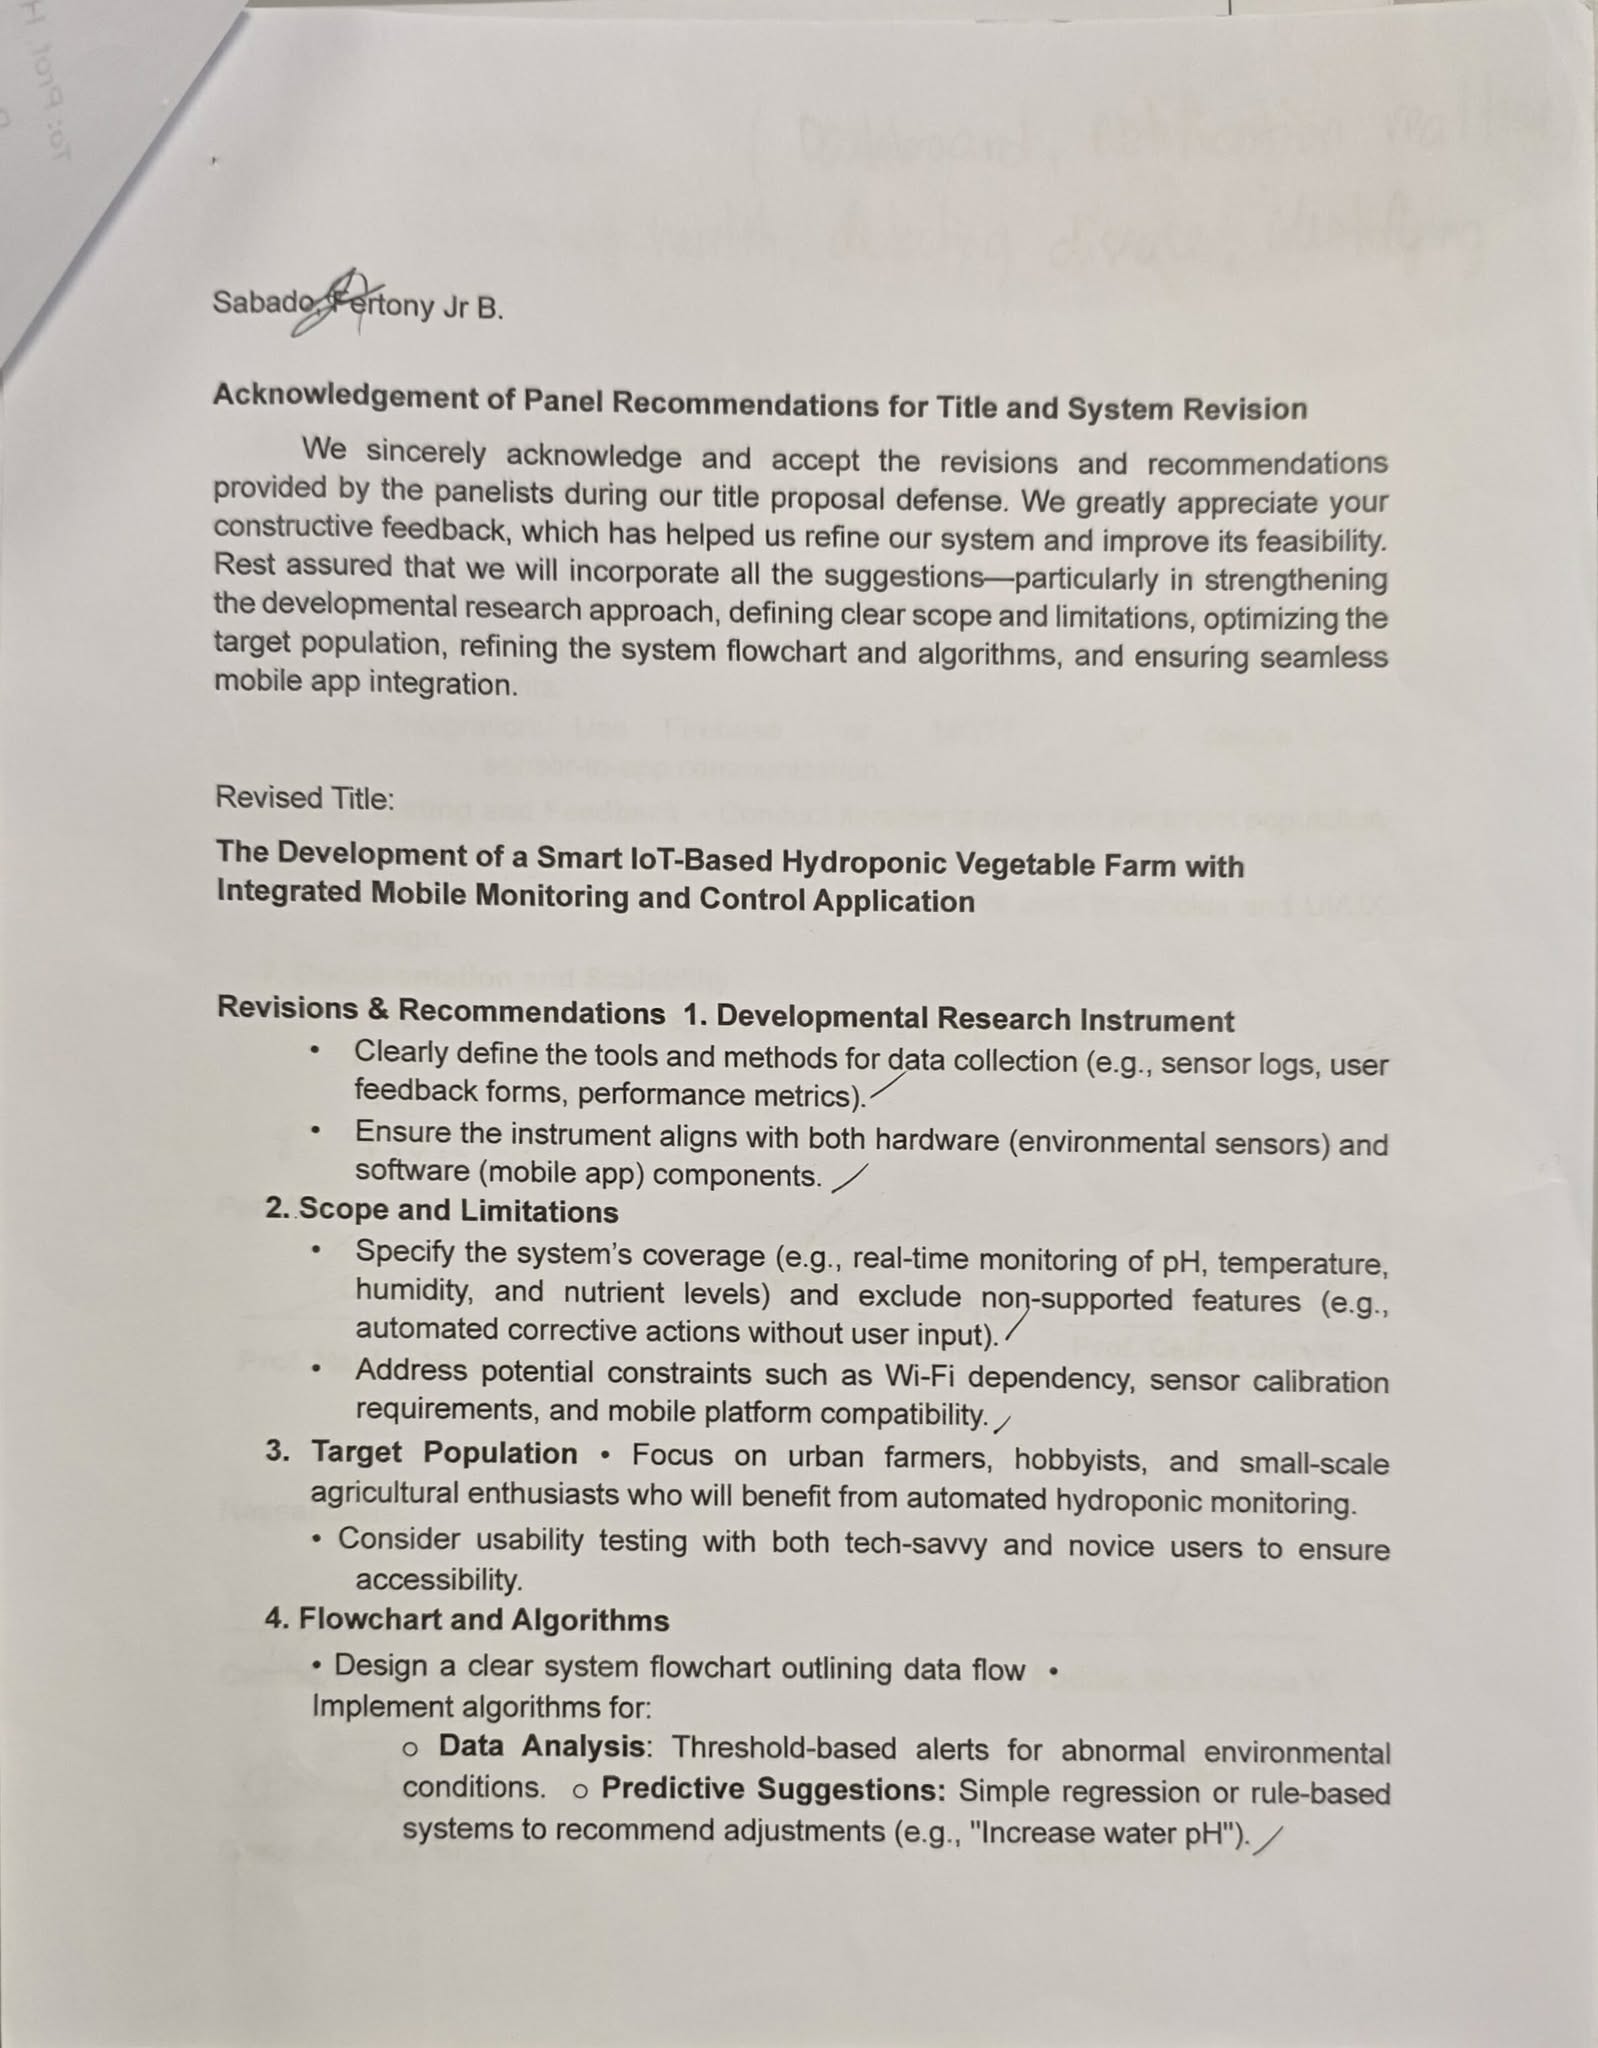 Sabado, Fertony Jr B.
Acknowledgement of Panel Recommendations for Title and System Revision
We sincerely acknowledge and accept the revisions and recommendations
provided by the panelists during our title proposal defense. We greatly appreciate your
constructive feedback, which has helped us refine our system and improve its feasibility.
Rest assured that we will incorporate all the suggestions—particularly in strengthening
the developmental research approach, defining clear scope and limitations, optimizing the
target population, refining the system flowchart and algorithms, and ensuring seamless
mobile app integration.
Revised Title:
The Development of a Smart IoT-Based Hydroponic Vegetable Farm with
Integrated Mobile Monitoring and Control Application
Revisions & Recommendations 1. Developmental Research Instrument
• Clearly define the tools and methods for data collection (e.g., sensor logs, user
feedback forms, performance metrics).
• Ensure the instrument aligns with both hardware (environmental sensors) and
software (mobile app) components.
2. Scope and Limitations
• Specify the system's coverage (e.g., real-time monitoring of pH, temperature,
humidity, and nutrient levels) and exclude non-supported features (e.g.,
automated corrective actions without user input).
• Address potential constraints such as Wi-Fi dependency, sensor calibration
requirements, and mobile platform compatibility.
3. Target Population • Focus on urban farmers, hobbyists, and small-scale
agricultural enthusiasts who will benefit from automated hydroponic monitoring.
• Consider usability testing with both tech-savvy and novice users to ensure
accessibility.
4. Flowchart and Algorithms
• Design a clear system flowchart outlining data flow •
Implement algorithms for:
o Data Analysis: Threshold-based alerts for abnormal environmental
conditions. o Predictive Suggestions: Simple regression or rule-based
systems to recommend adjustments (e.g., "Increase water pH").